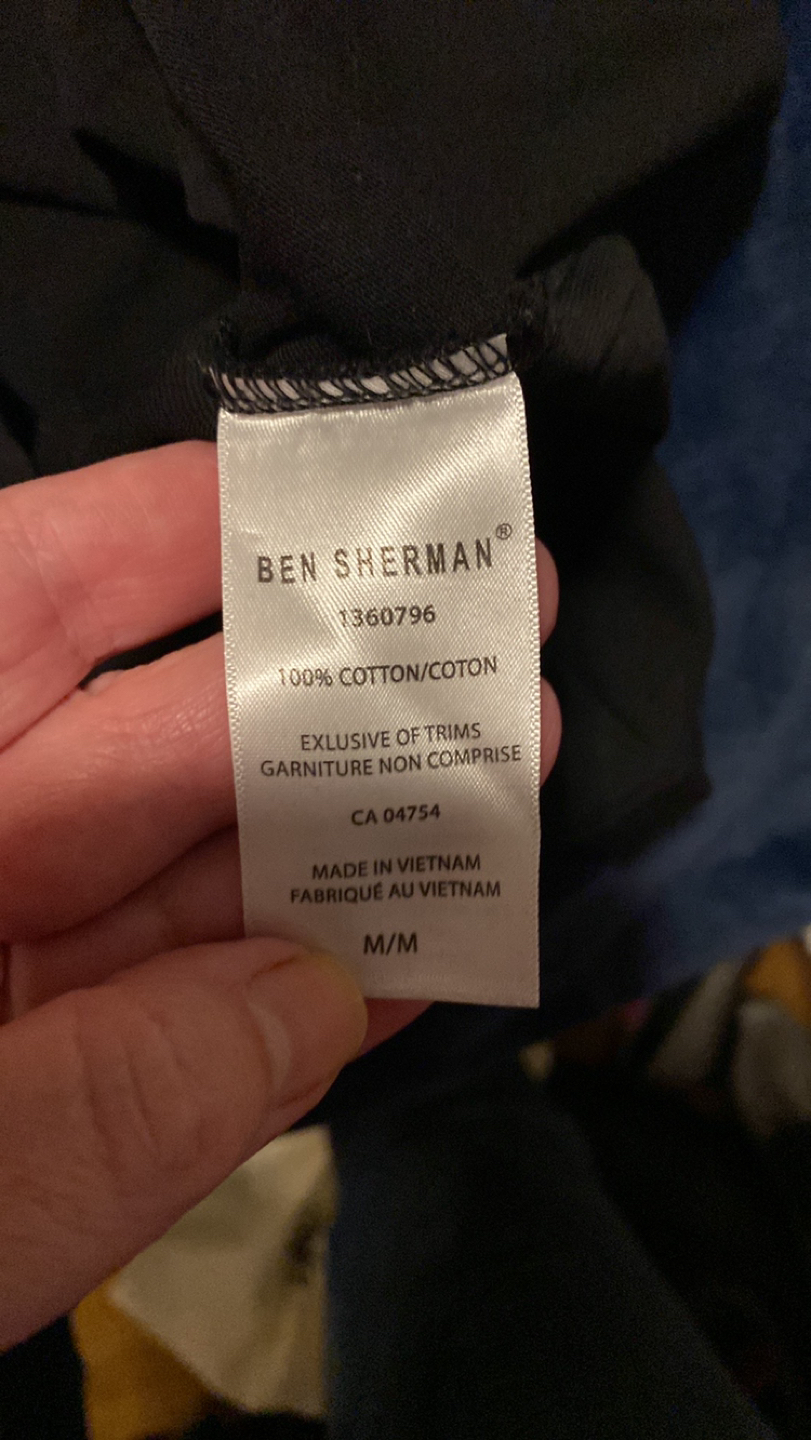 BEN SHERMAN®
1360796
100% COTTON/COTON
EXLUSIVE OF TRIMS
GARNITURE NON COMPRISE
CA 04754
MADE IN VIETNAM
FABRIQUÉ AU VIETNAM
M/M